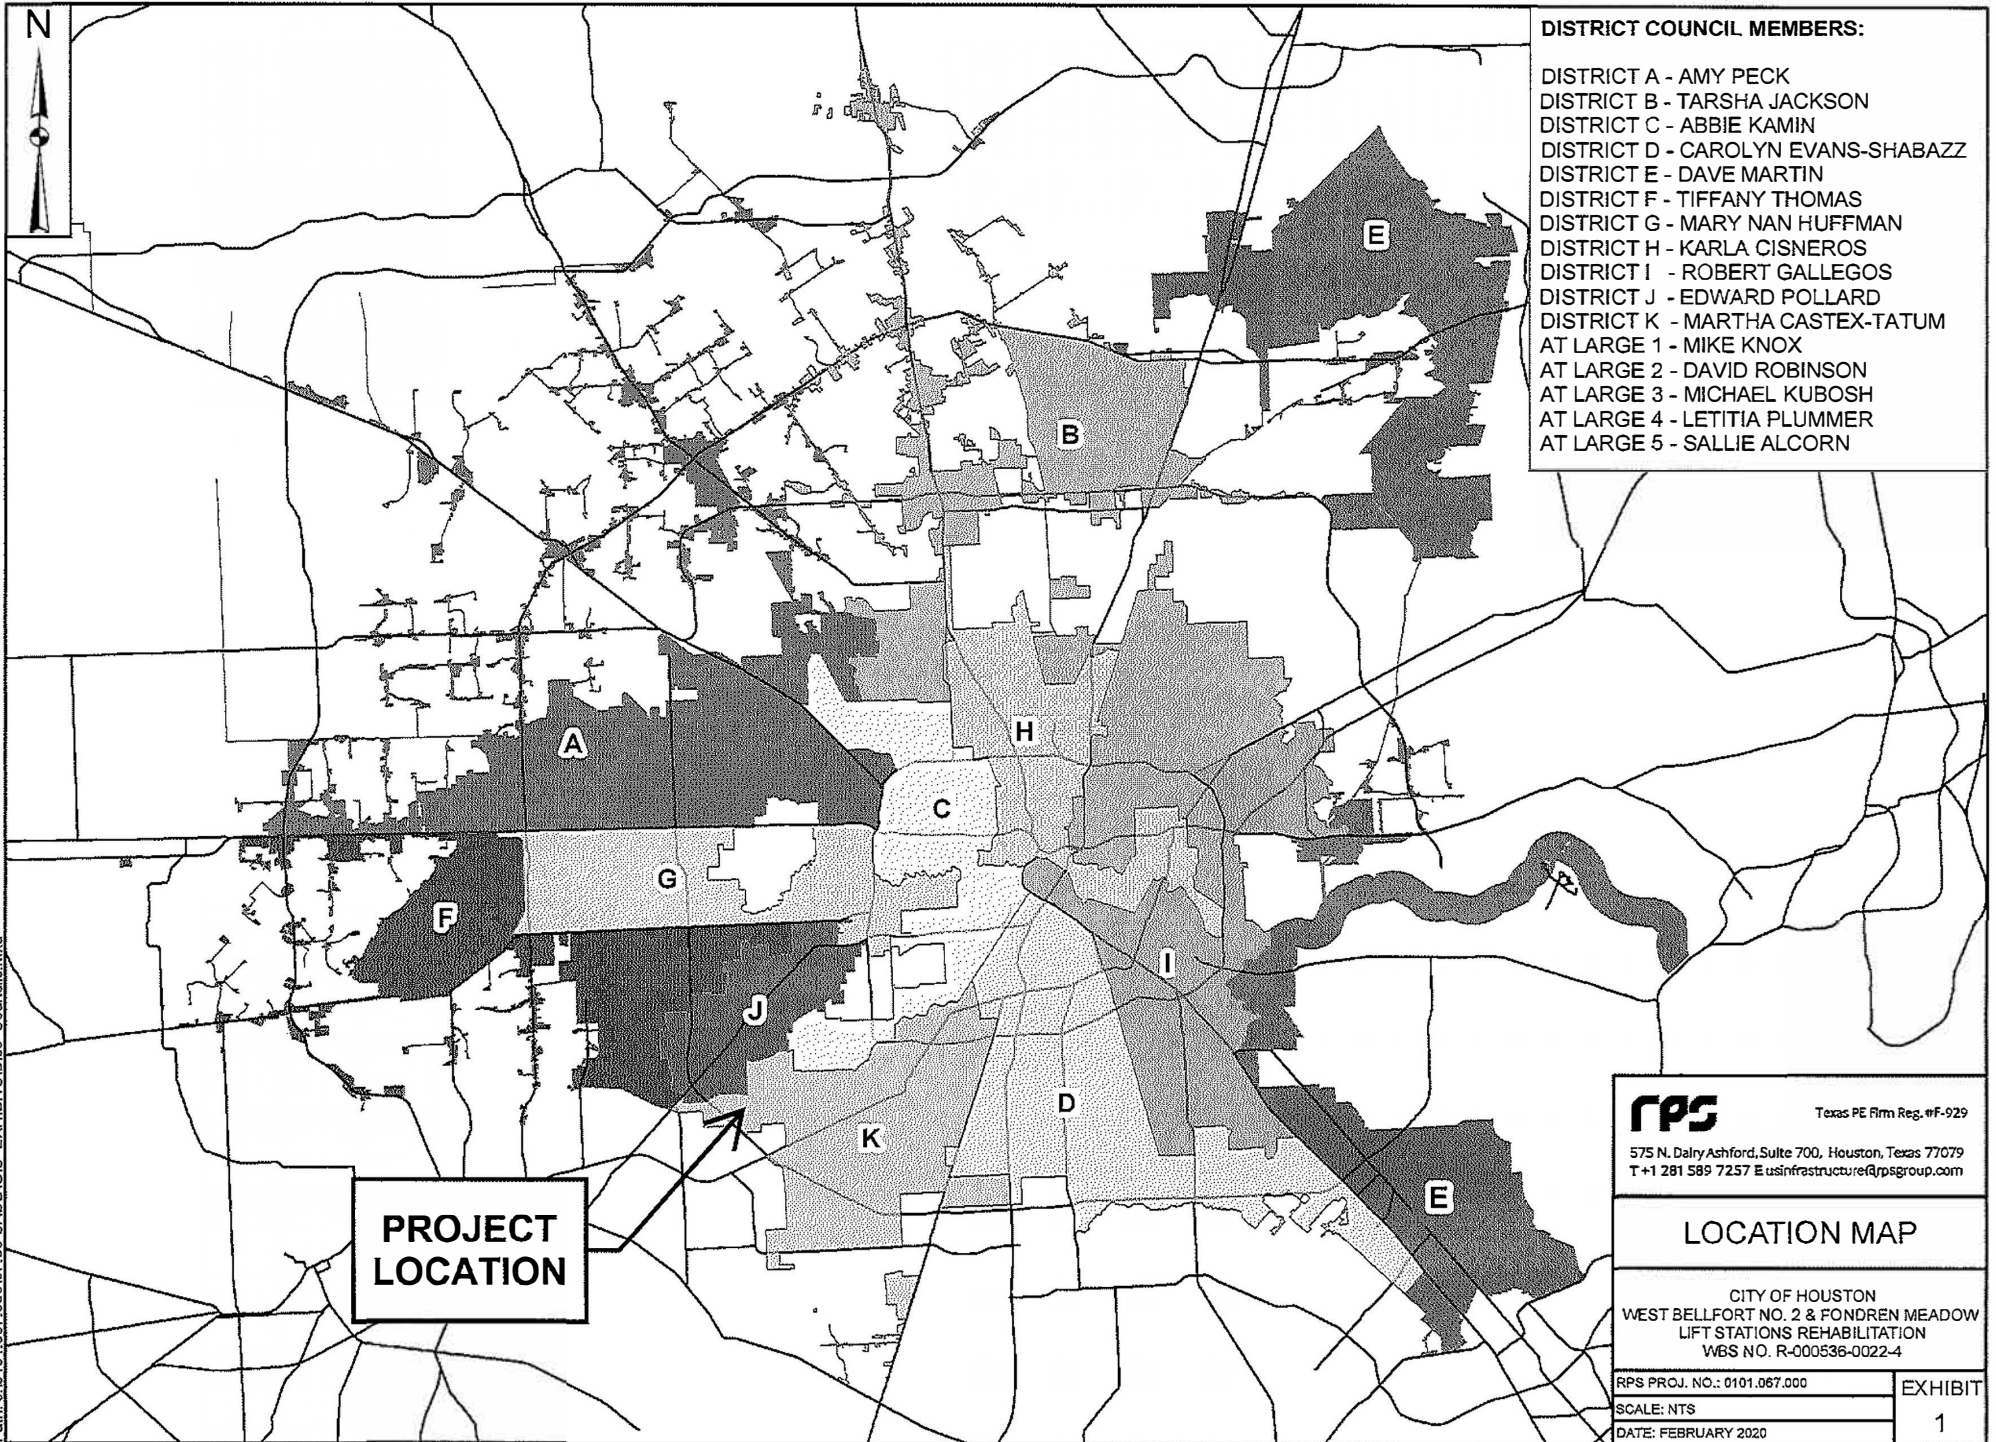 N
DISTRICT COUNCIL MEMBERS:
DISTRICT A - AMY PECK
DISTRICT B - TARSHA JACKSON
DISTRICT C - ABBIE KAMIN
DISTRICT D - CAROLYN EVANS-SHABAZZ
DISTRICT E - DAVE MARTIN
DISTRICT F - TIFFANY THOMAS
DISTRICT G - MARY NAN HUFFMAN
DISTRICT H - KARLA CISNEROS
DISTRICT I - ROBERT GALLEGOS
DISTRICT J - EDWARD POLLARD
DISTRICT K - MARTHA CASTEX-TATUM
AT LARGE 1 - MIKE KNOX
AT LARGE 2 - DAVID ROBINSON
AT LARGE 3 - MICHAEL KUBOSH
AT LARGE 4 - LETITIA PLUMMER
AT LARGE 5 - SALLIE ALCORN
E
B
H
A
C
G
F
I
J
D
K
E
PROJECT
LOCATION
rps
Texas PE Firm Reg. #F-929
575 N. Dairy Ashford, Suite 700, Houston, Texas 77079
T +1 281 589 7257 E usinfrastructure@rpsgroup.com
LOCATION MAP
CITY OF HOUSTON
WEST BELLFORT NO. 2 & FONDREN MEADOW
LIFT STATIONS REHABILITATION
WBS NO. R-000536-0022-4
RPS PROJ. NO.: 0101.067.000
SCALE: NTS
DATE: FEBRUARY 2020
EXHIBIT
1